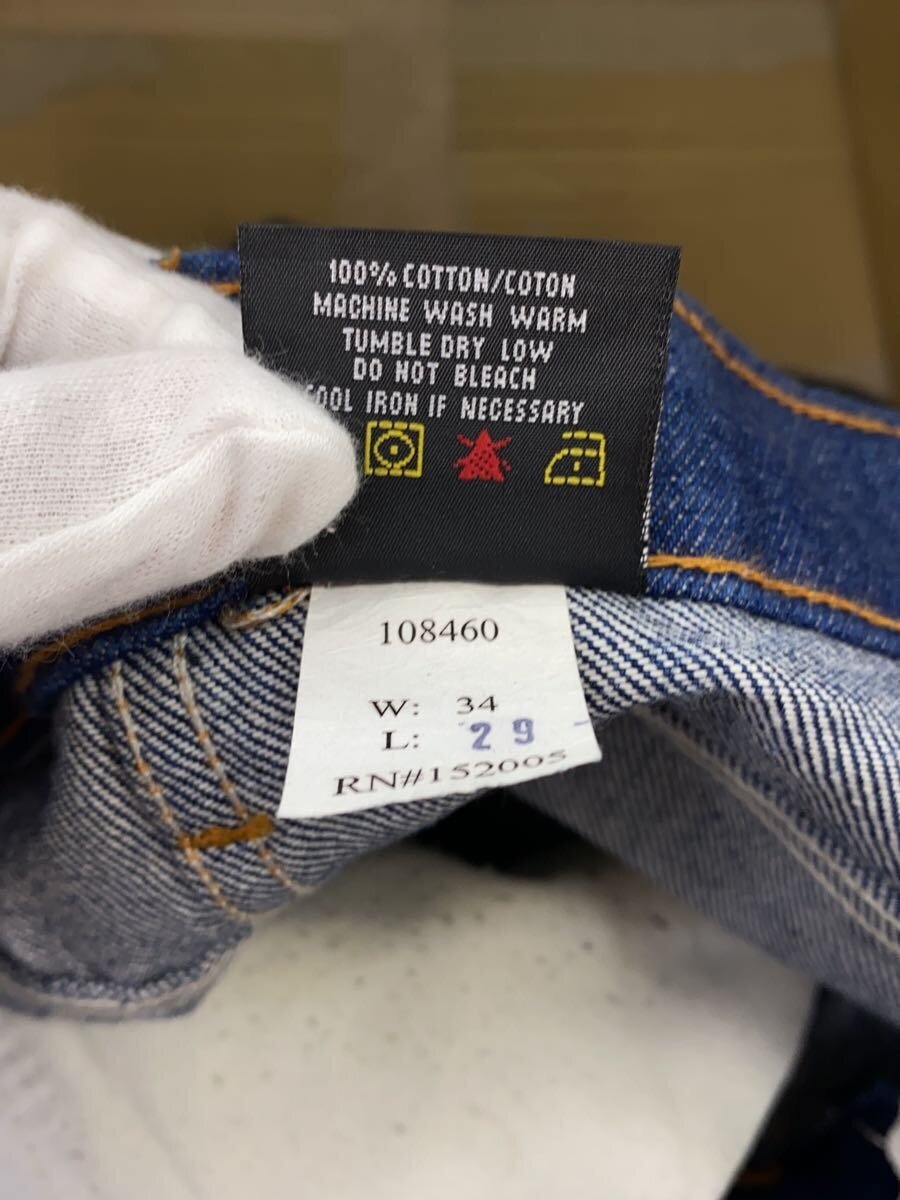 100% COTTON/COTON
MACHINE WASH WARM
TUMBLE DRY LOW
DO NOT BLEACH
COOL IRON IF NECESSARY
108460
W: 34
L: 29
RN#152005